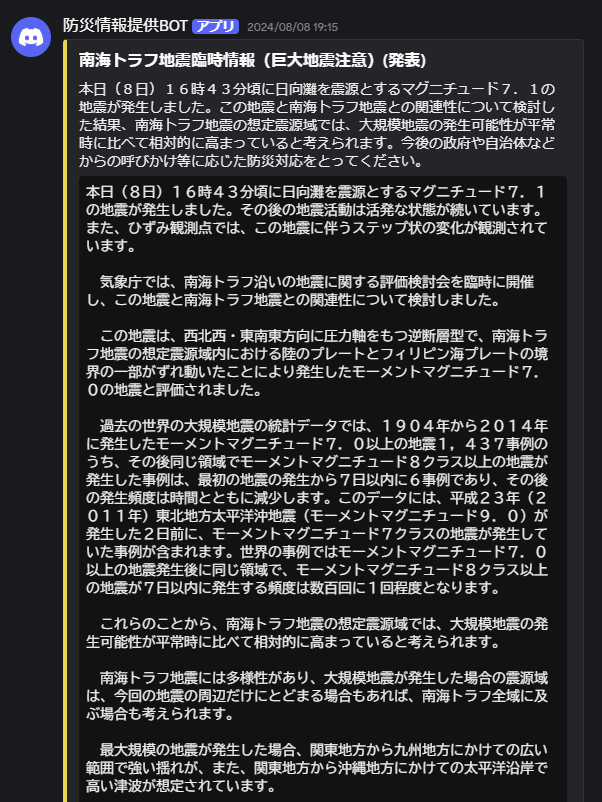 防災情報提供BOT アプリ 2024/08/08 19:15
南海トラフ地震臨時情報（巨大地震注意）(発表)
本日（８日）１６時４３分頃に日向灘を震源とするマグニチュード７．１の
地震が発生しました。この地震と南海トラフ地震との関連性について検討し
た結果、南海トラフ地震の想定震源域では、大規模地震の発生可能性が平常
時に比べて相対的に高まっていると考えられます。今後の政府や自治体など
からの呼びかけ等に応じた防災対応をとってください。
本日（８日）１６時４３分頃に日向灘を震源とするマグニチュード７．１
の地震が発生しました。その後の地震活動は活発な状態が続いています。
また、ひずみ観測点では、この地震に伴うステップ状の変化が観測されて
います。
　気象庁では、南海トラフ沿いの地震に関する評価検討会を臨時に開催
し、この地震と南海トラフ地震との関連性について検討しました。
　この地震は、西北西・東南東方向に圧力軸をもつ逆断層型で、南海トラ
フ地震の想定震源域内における陸のプレートとフィリピン海プレートの境
界の一部がずれ動いたことにより発生したモーメントマグニチュード７．
０の地震と評価されました。
　過去の世界の大規模地震の統計データでは、１９０４年から２０１４年
に発生したモーメントマグニチュード７．０以上の地震１，４３７事例の
うち、その後同じ領域でモーメントマグニチュード８クラス以上の地震が
発生した事例は、最初の地震の発生から７日以内に６事例であり、その後
の発生頻度は時間とともに減少します。このデータには、平成２３年（２
０１１年）東北地方太平洋沖地震（モーメントマグニチュード９．０）が
発生した２日前に、モーメントマグニチュード７クラスの地震が発生して
いた事例が含まれます。世界の事例ではモーメントマグニチュード７．０
以上の地震発生後に同じ領域で、モーメントマグニチュード８クラス以上
の地震が７日以内に発生する頻度は数百回に１回程度となります。
　これらのことから、南海トラフ地震の想定震源域では、大規模地震の発
生可能性が平常時に比べて相対的に高まっていると考えられます。
　南海トラフ地震には多様性があり、大規模地震が発生した場合の震源域
は、今回の地震の周辺だけにとどまる場合もあれば、南海トラフ全域に及
ぶ場合も考えられます。
　最大規模の地震が発生した場合、関東地方から九州地方にかけての広い
範囲で強い揺れが、また、関東地方から沖縄地方にかけての太平洋沿岸で
高い津波が想定されています。